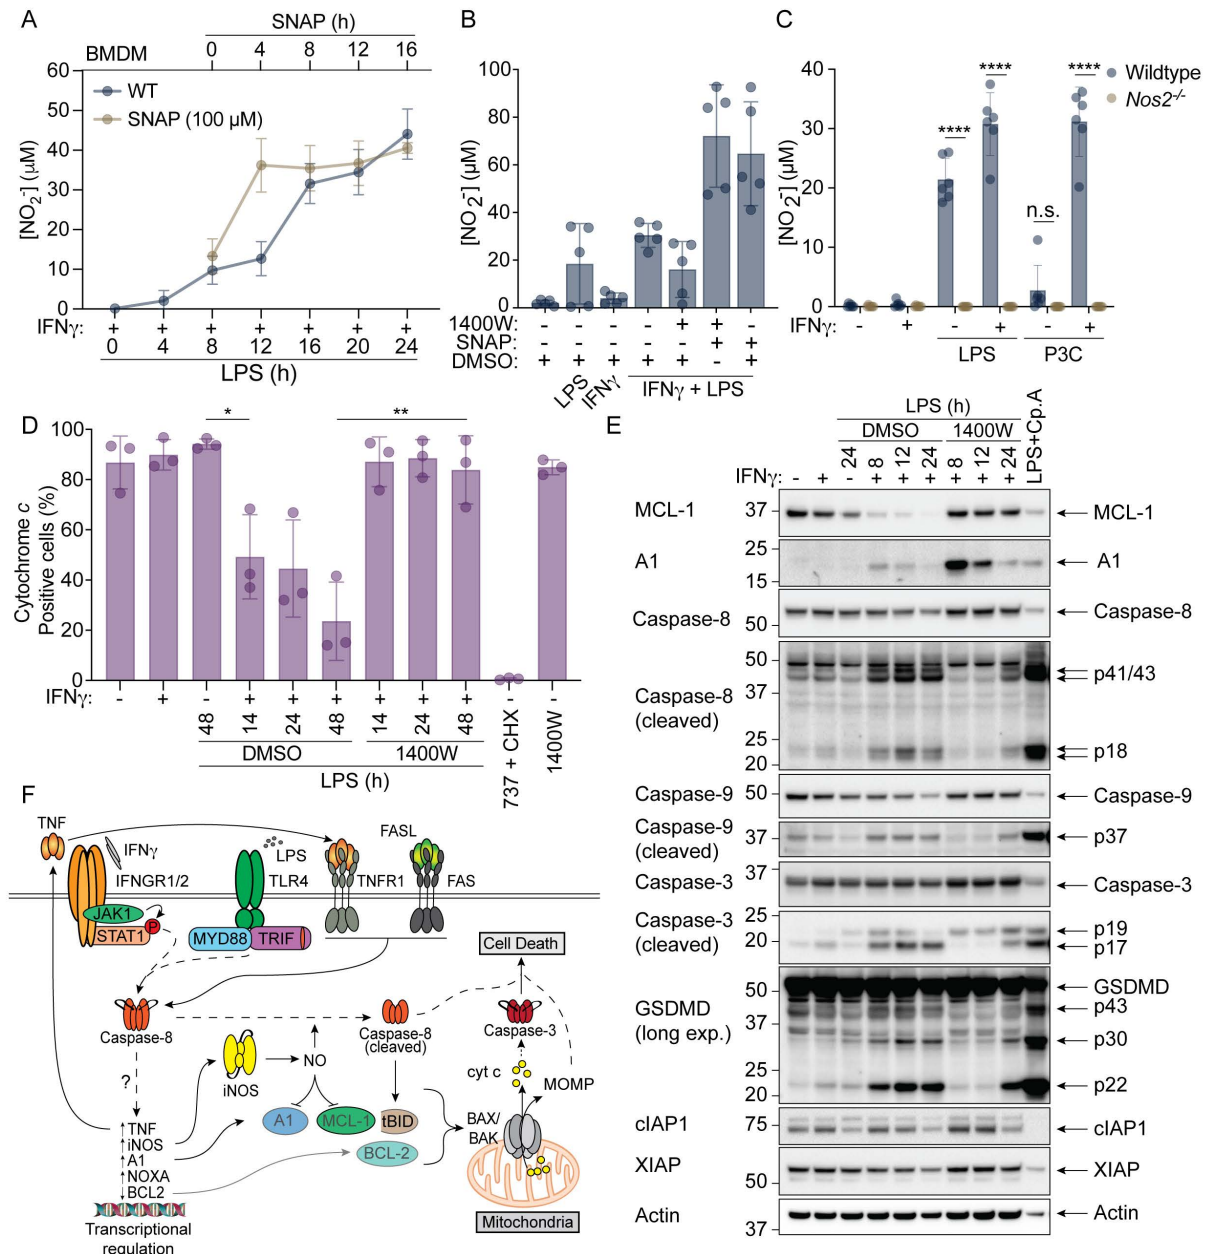 A
SNAP (h)
BMDM
0 4 8 12 16
60
50
40
30
20
10
0
[NO2-] (µM)
WT
SNAP (100 µM)
IFNγ: + + + + + + +
0 4 8 12 16 20 24
LPS (h)
B
100
80
60
40
20
0
[NO2-] (µM)
1400W: - - - - + + -
SNAP: - - - - - + +
DMSO: + + + + + - +
LPS
IFNγ
IFNγ + LPS
C
40
30
20
10
0
[NO2-] (µM)
****
****
n.s.
****
Wildtype
Nos2-/-
IFNγ: - + - + - +
LPS
P3C
D
100
80
60
40
20
0
Cytochrome c
Positive cells (%)
*
**
IFNγ: - + - + + + + + + - -
48 14 24 48 14 24 48
DMSO
1400W
LPS (h)
737 + CHX
1400W
E
LPS (h)
DMSO
1400W
LPS+Cp.A
24 8 12 24 8 12 24
IFNγ: - + - + + + + + +
MCL-1
37
MCL-1
A1
25
15
A1
Caspase-8
50
Caspase-8
Caspase-8
(cleaved)
50
37
25
20
p41/43
p18
Caspase-9
50
Caspase-9
Caspase-9
(cleaved)
37
p37
Caspase-3
37
Caspase-3
Caspase-3
(cleaved)
25
20
p19
p17
GSDMD
(long exp.)
50
37
25
20
GSDMD
p43
p30
p22
cIAP1
75
cIAP1
XIAP
50
XIAP
Actin
37
Actin
F
TNF
IFNγ
IFNGR1/2
JAK1
STAT1
P
LPS
TLR4
MYD88
TRIF
TNFR1
FASL
FAS
Cell Death
Caspase-8
Caspase-8
(cleaved)
Caspase-3
?
iNOS
NO
cyt c
MOMP
A1
MCL-1
tBID
BCL-2
BAX/
BAK
TNF
iNOS
A1
NOXA
BCL2
Transcriptional
regulation
Mitochondria